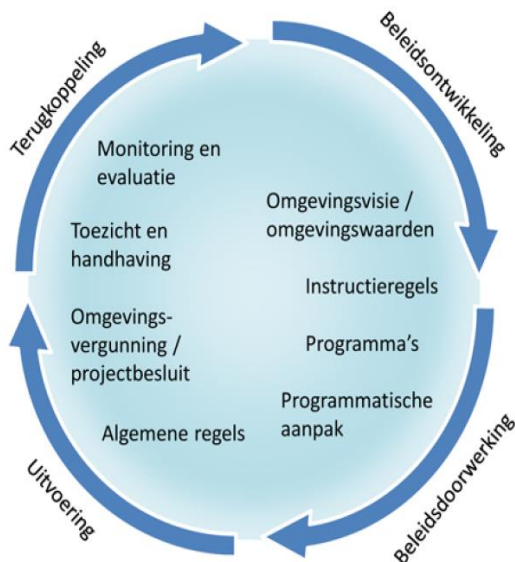 Terugkoppeling
Beleidsontwikkeling
Monitoring en
evaluatie
Toezicht en
handhaving
Omgevings-
vergunning /
projectbesluit
Algemene regels
Omgevingsvisie /
omgevingswaarden
Instructieregels
Programma's
Programmatische
aanpak
Uitvoering
Beleidsdoorwerking